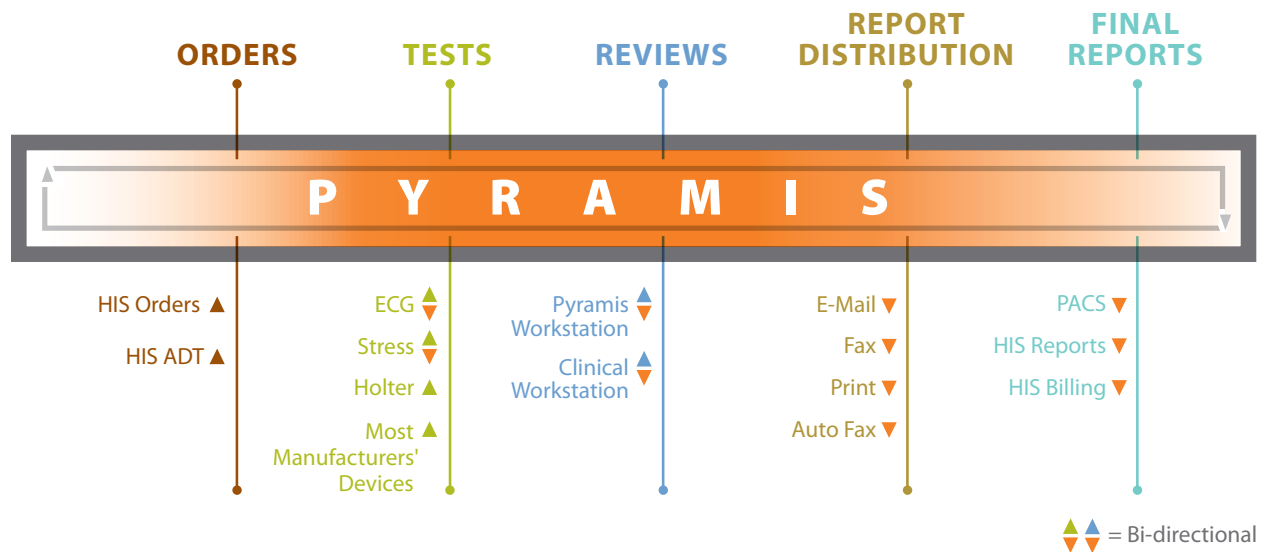 ORDERS
TESTS
REVIEWS
REPORT
DISTRIBUTION
FINAL
REPORTS
PYRAMIS
HIS Orders
HIS ADT
ECG
Stress
Holter
Most
Manufacturers'
Devices
Pyramis
Workstation
Clinical
Workstation
E-Mail
Fax
Print
Auto Fax
PACS
HIS Reports
HIS Billing
= Bi-directional